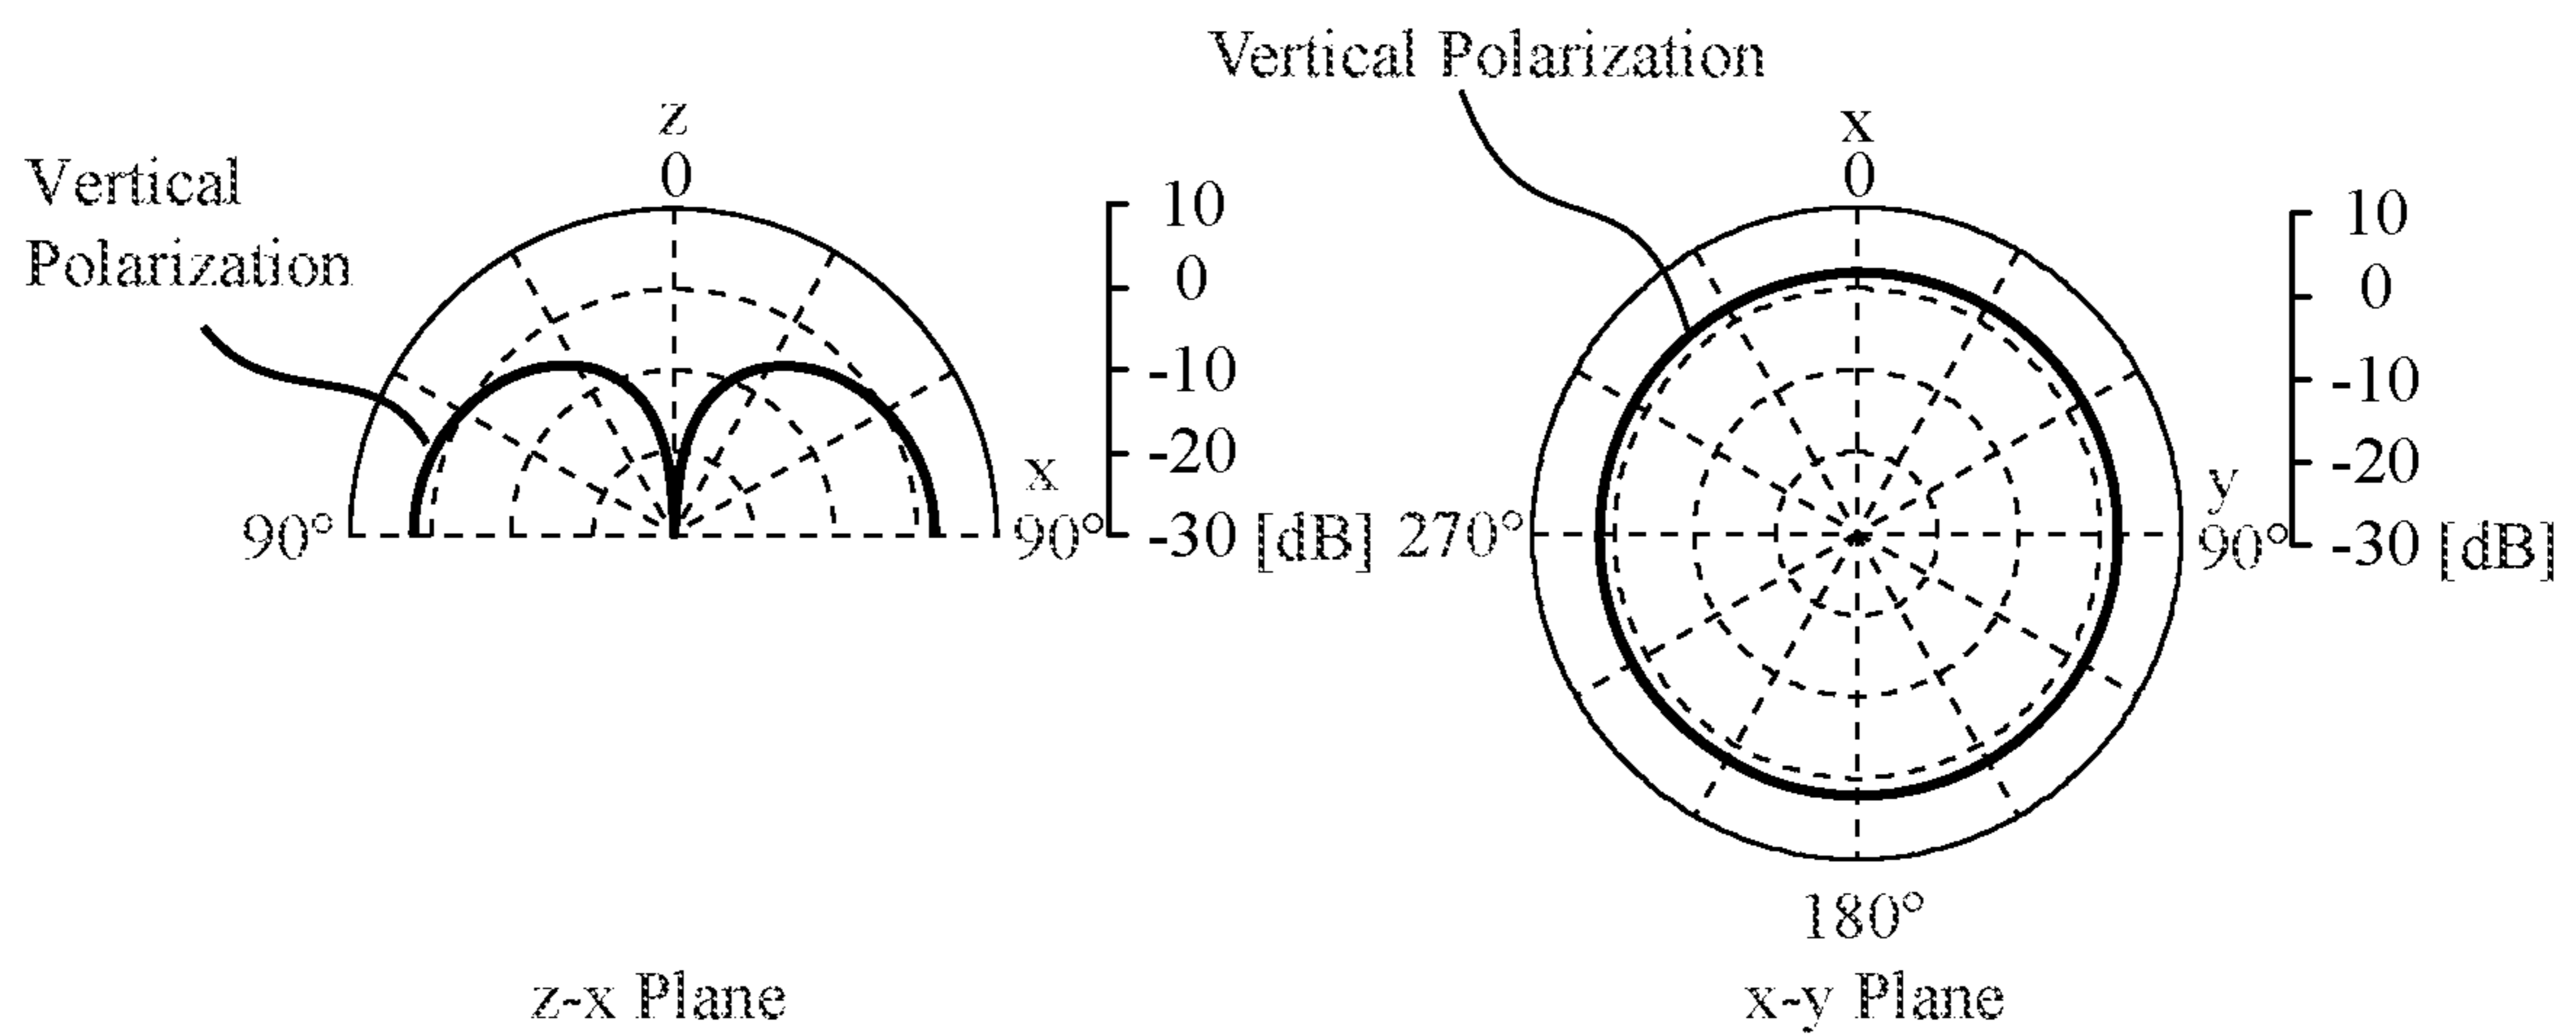 Vertical
Polarization
z
0
90°
x
90°
10
0
-10
-20
-30 [dB]
z-x Plane
Vertical Polarization
x
0
270°
y
90°
180°
10
0
-10
-20
-30 [dB]
x-y Plane